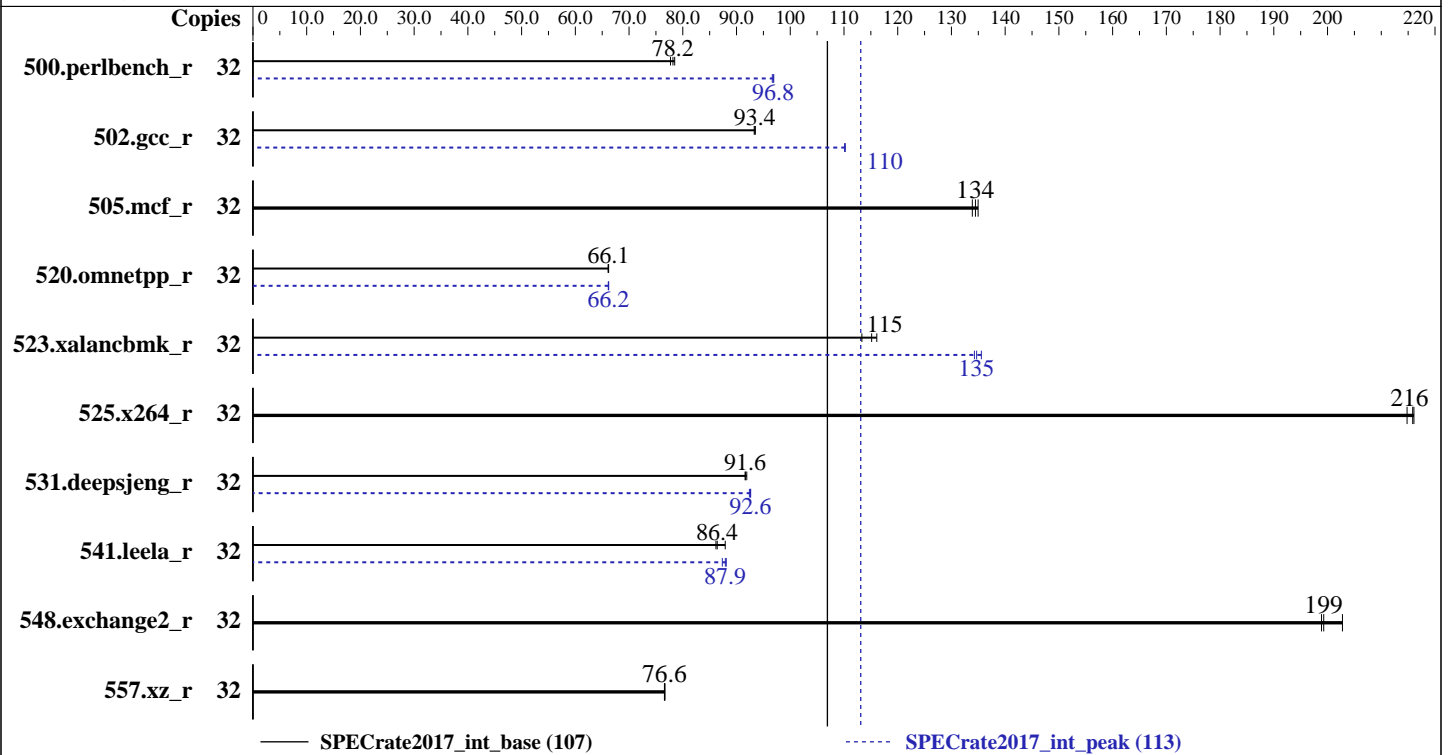 Copies 0 10.0 20.0 30.0 40.0 50.0 60.0 70.0 80.0 90.0 100 110 120 130 140 150 160 170 180 190 200 220
78.2
500.perlbench_r 32
96.8
93.4
502.gcc_r 32
110
134
505.mcf_r 32
66.1
520.omnetpp_r 32
66.2
115
523.xalancbmk_r 32
135
216
525.x264_r 32
91.6
531.deepsjeng_r 32
92.6
86.4
541.leela_r 32
87.9
199
548.exchange2_r 32
76.6
557.xz_r 32
SPECrate2017_int_base (107) SPECrate2017_int_peak (113)